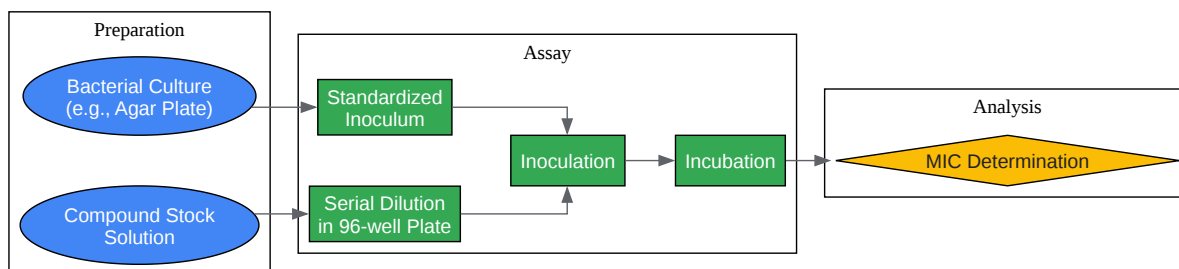 Preparation
Bacterial Culture
(e.g., Agar Plate)
Compound Stock
Solution
Assay
Standardized
Inoculum
Serial Dilution
in 96-well Plate
Inoculation
Incubation
Analysis
MIC Determination